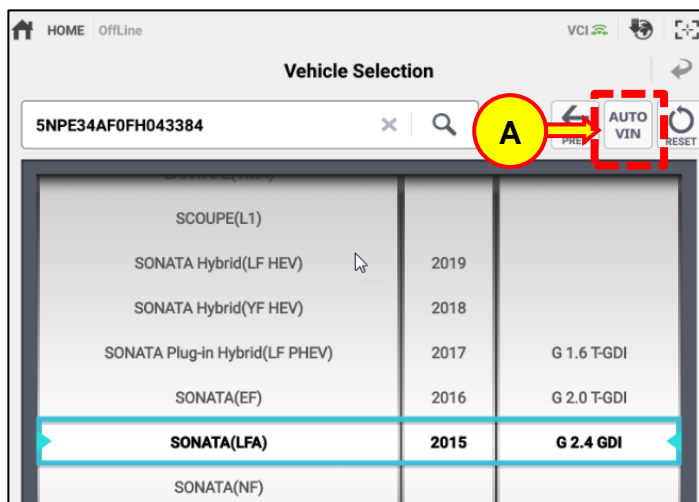 HOME OffLine VCI
Vehicle Selection
5NPE34AF0FH043384
A
PRE
AUTO
VIN
RESET
SCOUPE(L1)
SONATA Hybrid(LF HEV) 2019
SONATA Hybrid(YF HEV) 2018
SONATA Plug-in Hybrid(LF PHEV) 2017 G 1.6 T-GDI
SONATA(EF) 2016 G 2.0 T-GDI
SONATA(LFA) 2015 G 2.4 GDI
SONATA(NF)